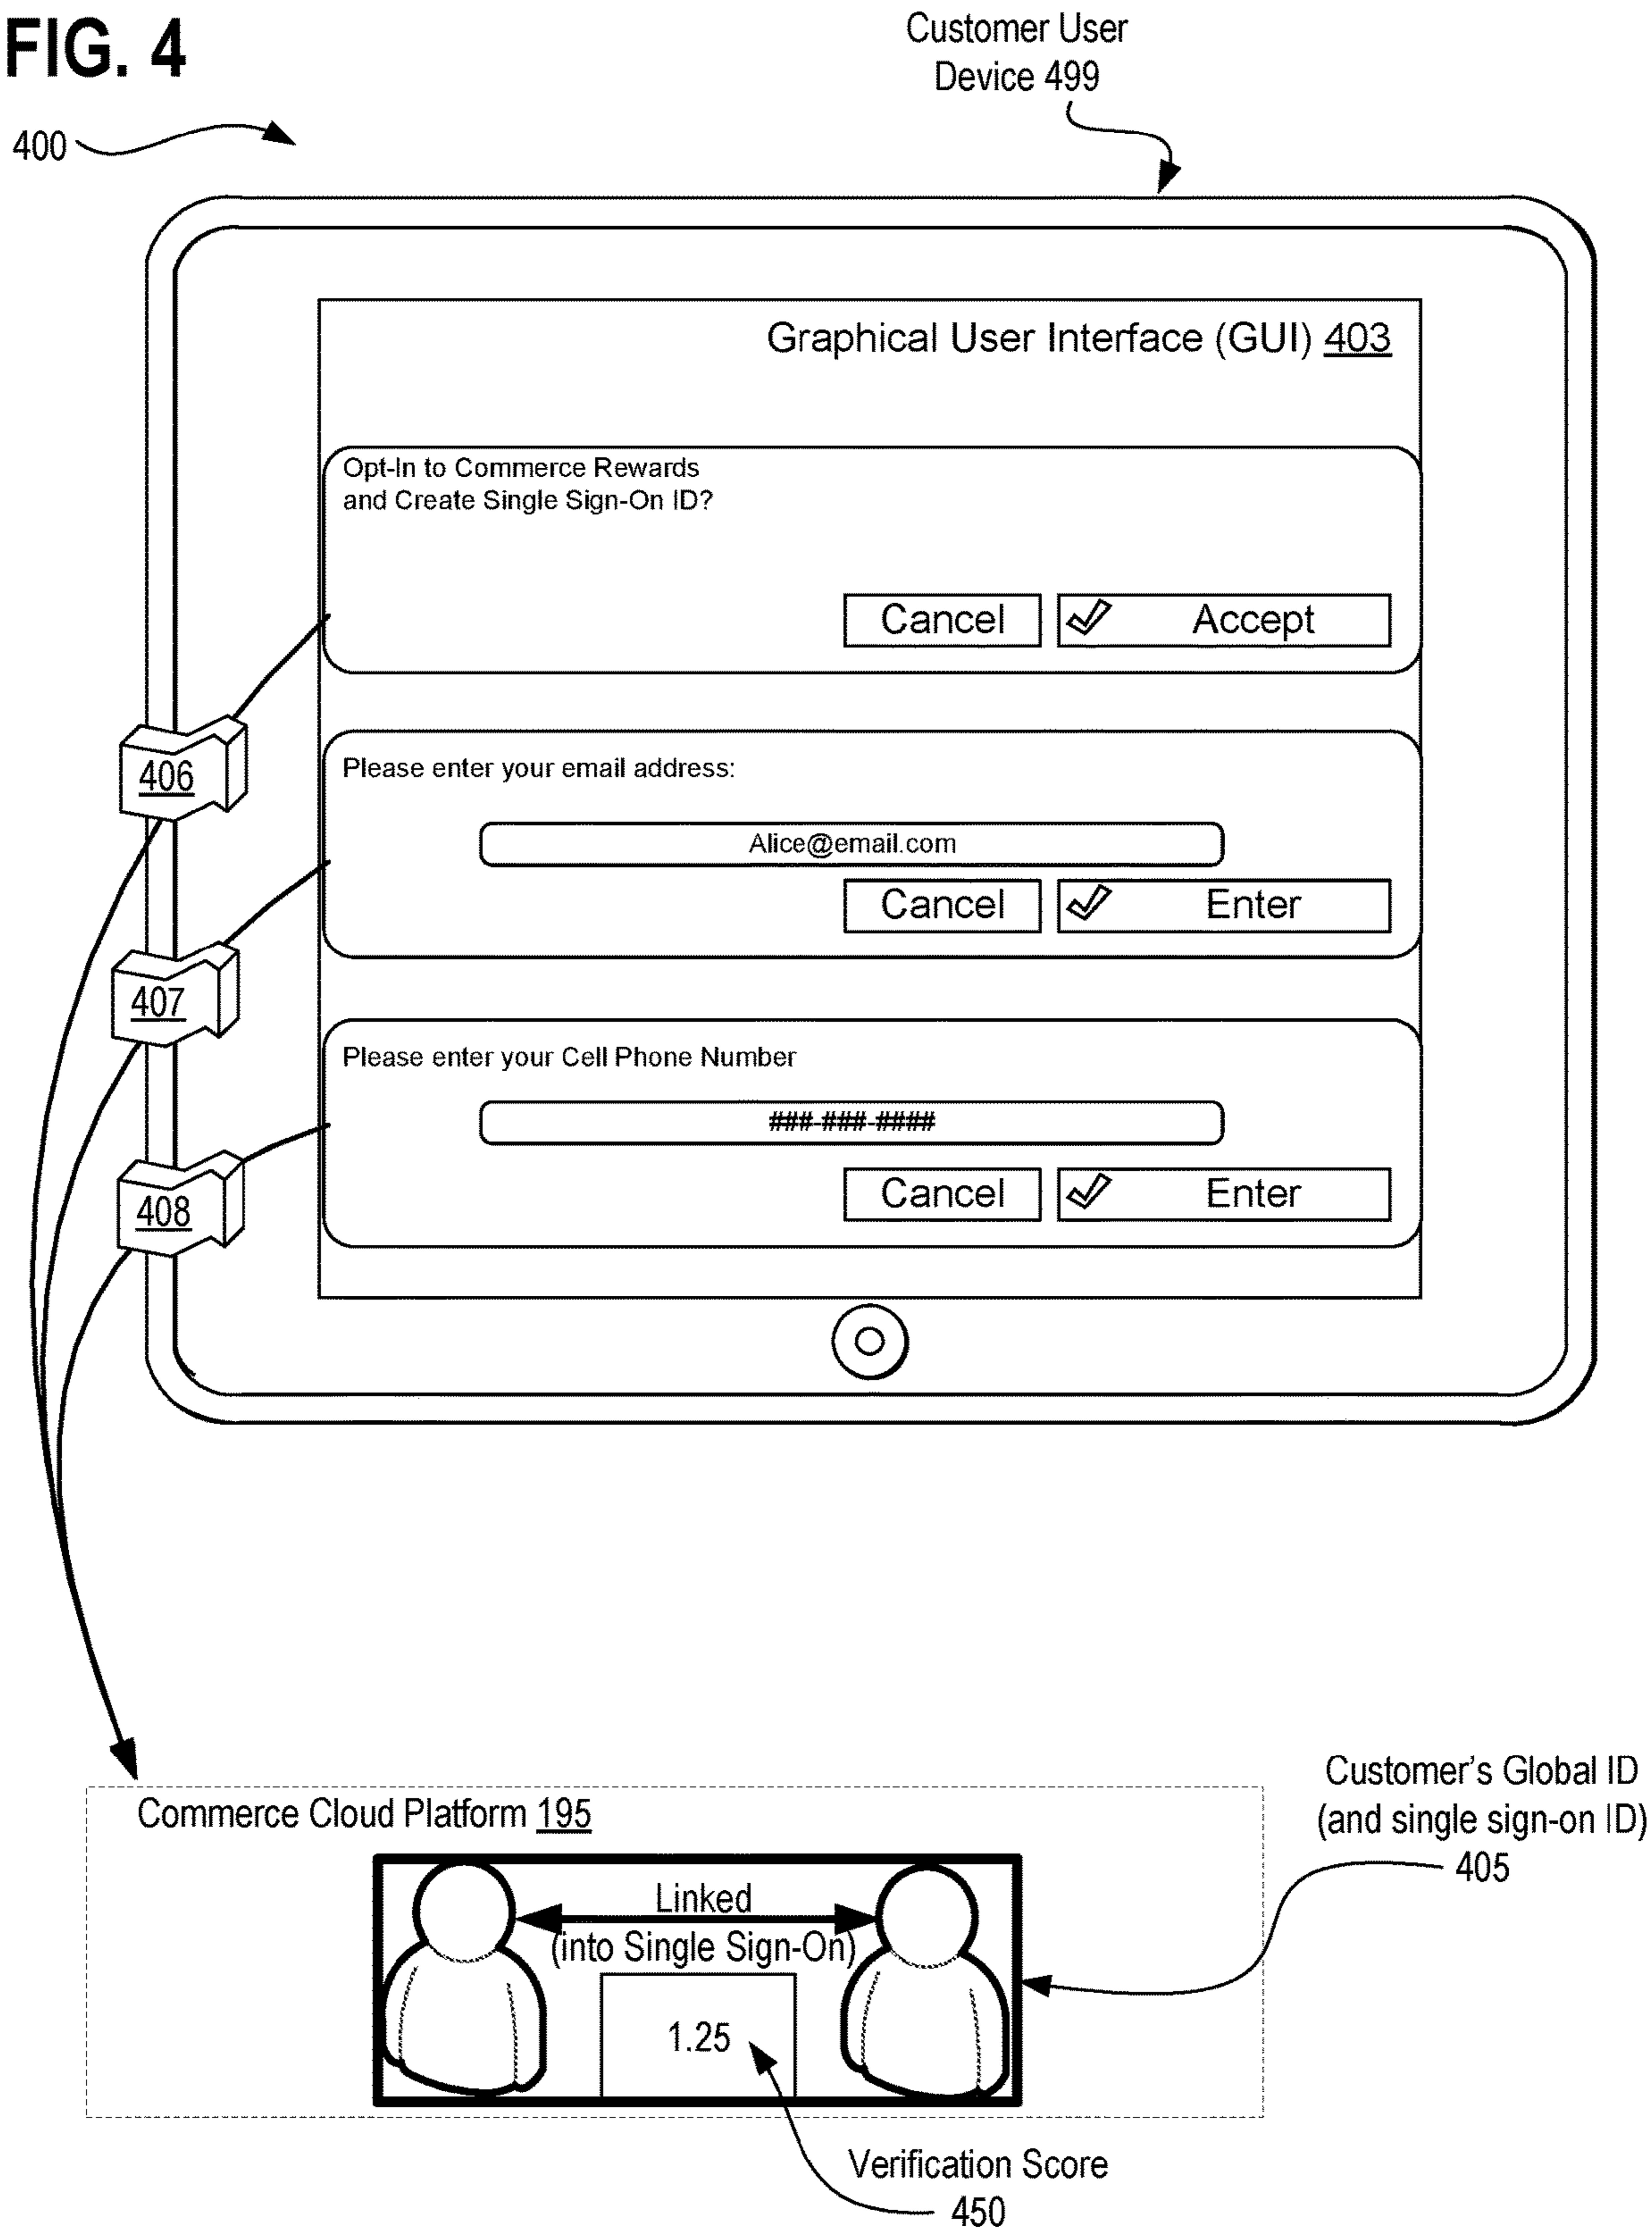 FIG. 4
Customer User
Device 499
400
Graphical User Interface (GUI) 403
Opt-In to Commerce Rewards
and Create Single Sign-On ID?
Cancel
Accept
406
Please enter your email address:
Alice@email.com
Cancel
Enter
407
Please enter your Cell Phone Number
###-###-####
Cancel
Enter
408
Customer's Global ID
(and single sign-on ID)
405
Commerce Cloud Platform 195
Linked
(into Single Sign-On)
1.25
Verification Score
450